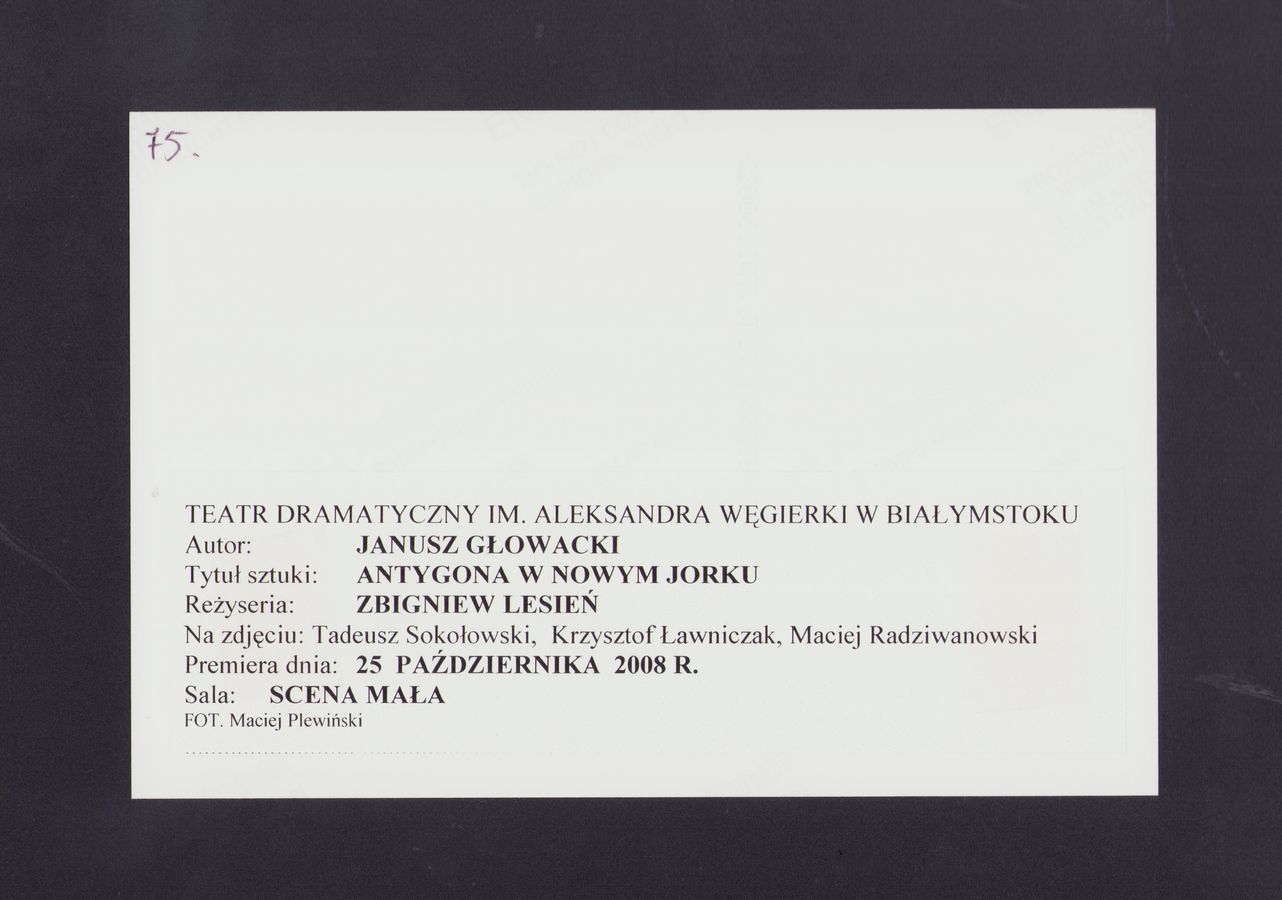 75.
TEATR DRAMATYCZNY IM. ALEKSANDRA WĘGIERKI W BIAŁYMSTOKU
Autor: JANUSZ GŁOWACKI
Tytuł sztuki: ANTYGONA W NOWYM JORKU
Reżyseria: ZBIGNIEW LESIEŃ
Na zdjęciu: Tadeusz Sokołowski, Krzysztof Ławniczak, Maciej Radziwanowski
Premiera dnia: 25 PAŹDZIERNIKA 2008 R.
Sala: SCENA MAŁA
FOT. Maciej Plewiński